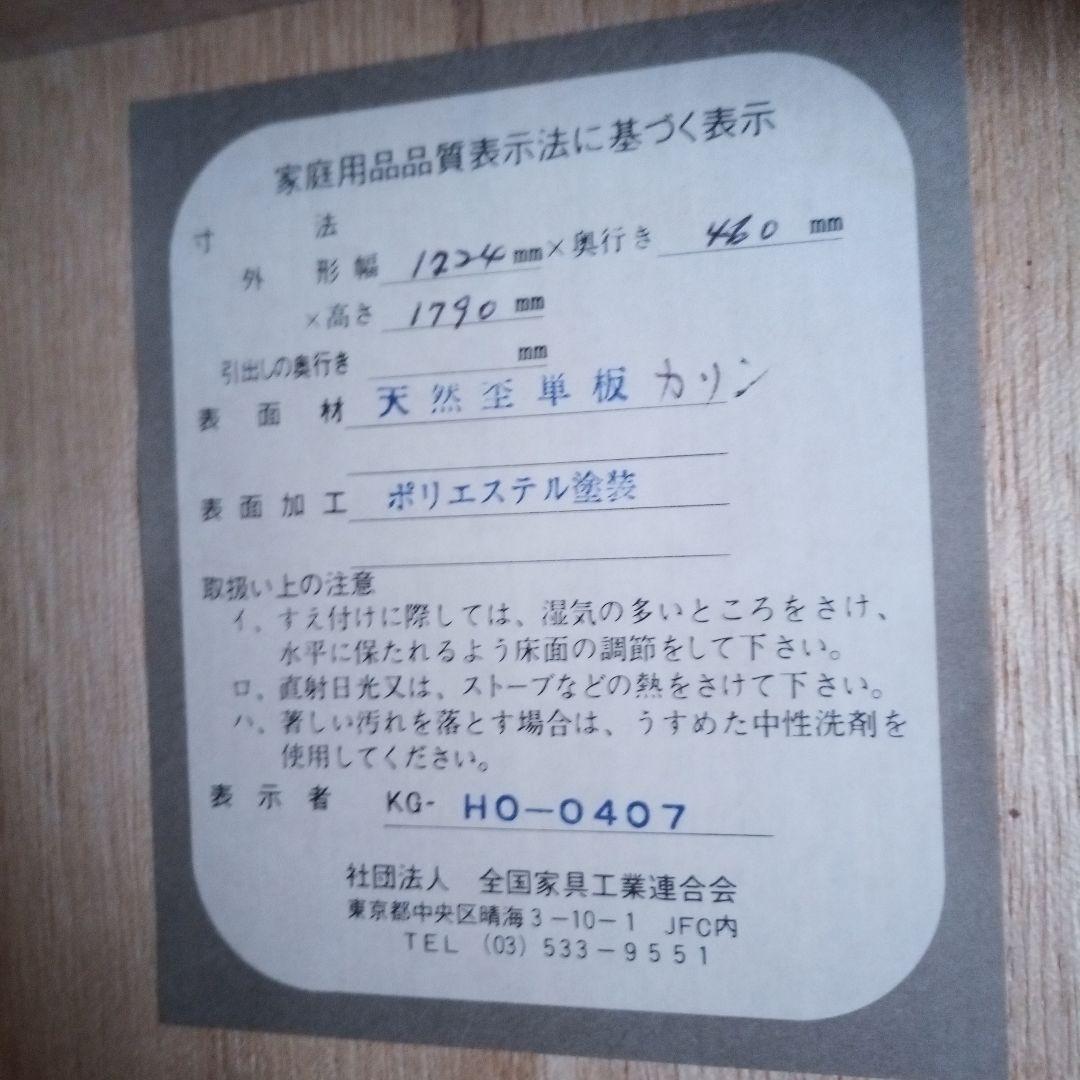 家庭用品品質表示法に基づく表示
寸法
外形幅 1224 mm×奥行き 460 mm
×高さ 1790 mm
引出しの奥行き mm
表面材 天然杢単板 カリン
表面加工 ポリエステル塗装
取扱い上の注意
イ、すえ付けに際しては、湿気の多いところをさけ、
水平に保たれるよう床面の調節をして下さい。
ロ、直射日光又は、ストーブなどの熱をさけて下さい。
ハ、著しい汚れを落とす場合は、うすめた中性洗剤を
使用してください。
表示者 KG- HO-0407
社団法人 全国家具工業連合会
東京都中央区晴海3-10-1 JFC内
TEL (03) 533-9551